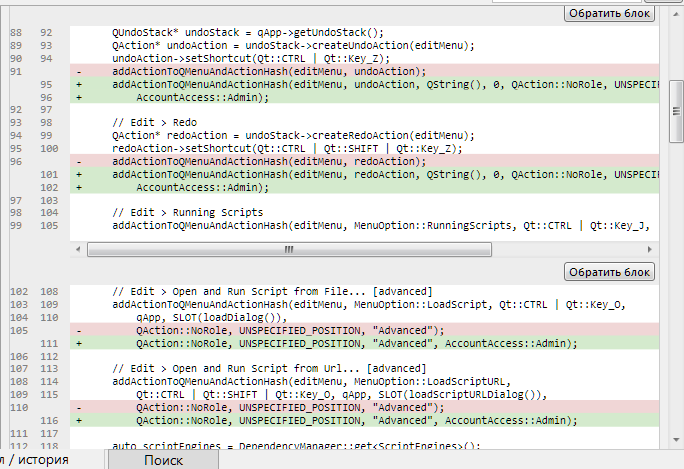 Обратить блок
88 92 QUndoStack* undoStack = qApp->getUndoStack();
89 93 QAction* undoAction = undoStack->createUndoAction(editMenu);
90 94 undoAction->setShortcut(Qt::CTRL | Qt::Key_Z);
91 - addActionToQMenuAndActionHash(editMenu, undoAction);
95 + addActionToQMenuAndActionHash(editMenu, undoAction, QString(), 0, QAction::NoRole, UNSPECIF
96 + AccountAccess::Admin);
92 97
93 98 // Edit > Redo
94 99 QAction* redoAction = undoStack->createRedoAction(editMenu);
95 100 redoAction->setShortcut(Qt::CTRL | Qt::SHIFT | Qt::Key_Z);
96 - addActionToQMenuAndActionHash(editMenu, redoAction);
101 + addActionToQMenuAndActionHash(editMenu, redoAction, QString(), 0, QAction::NoRole, UNSPECIF
102 + AccountAccess::Admin);
97 103
98 104 // Edit > Running Scripts
99 105 addActionToQMenuAndActionHash(editMenu, MenuOption::RunningScripts, Qt::CTRL | Qt::Key_J,
Обратить блок
102 108 // Edit > Open and Run Script from File... [advanced]
103 109 addActionToQMenuAndActionHash(editMenu, MenuOption::LoadScript, Qt::CTRL | Qt::Key_O,
104 110 qApp, SLOT(loadDialog()),
105 - QAction::NoRole, UNSPECIFIED_POSITION, "Advanced");
111 + QAction::NoRole, UNSPECIFIED_POSITION, "Advanced", AccountAccess::Admin);
106 112
107 113 // Edit > Open and Run Script from Url... [advanced]
108 114 addActionToQMenuAndActionHash(editMenu, MenuOption::LoadScriptURL,
109 115 Qt::CTRL | Qt::SHIFT | Qt::Key_O, qApp, SLOT(loadScriptURLDialog()),
110 - QAction::NoRole, UNSPECIFIED_POSITION, "Advanced");
116 + QAction::NoRole, UNSPECIFIED_POSITION, "Advanced", AccountAccess::Admin);
111 117
112 118 auto scriptEngines = DependencyManager::get<ScriptEngines>();
л / история Поиск